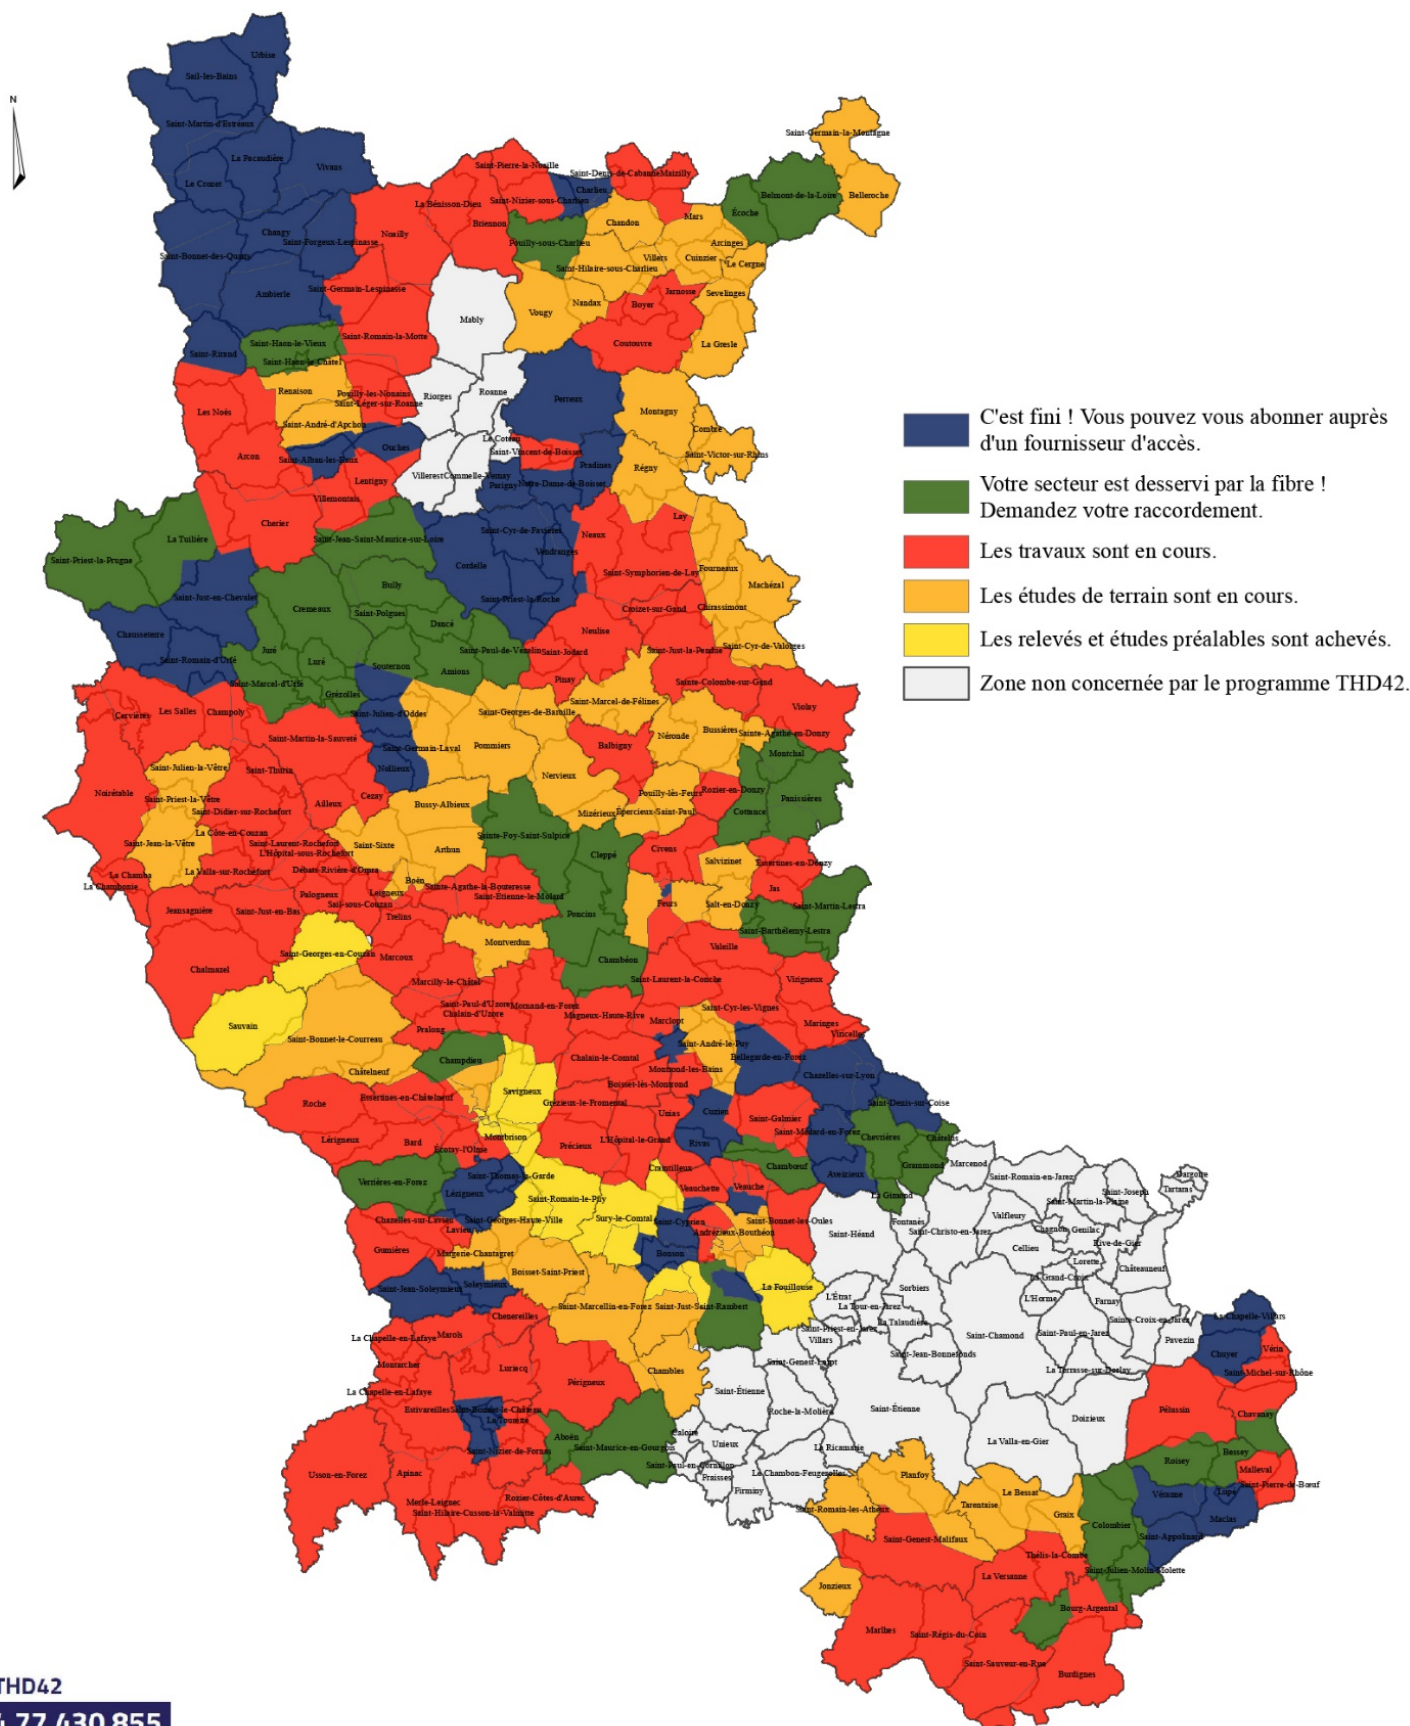 N
Urbise
Sail-les-Bains
Saint-Martin-d'Estréaux
La Pacaudière
Vivans
Le Crozet
Changy
Saint-Forgeux-Lespinasse
Saint-Bonnet-des-Quarts
Ambierle
Saint-Rirand
Saint-Haon-le-Vieux
Saint-Haon-le-Châtel
Renaison
Saint-André-d'Apchon
Les Noës
Arcon
Saint-Alban-les-Eaux
Ouches
Pouilly-les-Nonains
Saint-Léger-sur-Roanne
Lentigny
Villemontais
Cherier
Noailly
La Bénisson-Dieu
Saint-Pierre-la-Noaille
Saint-Nizier-sous-Charlieu
Briennon
Charlieu
Saint-Denis-de-Cabanne
Maizilly
Pouilly-sous-Charlieu
Chandon
Mars
Saint-Germain-la-Montagne
Belmont-de-la-Loire
Belleroche
Écoche
Arcinges
Villers
Cuinzier
Le Cergne
Saint-Hilaire-sous-Charlieu
Sevelinges
Jarnosse
Nandax
Boyer
Vougy
Coutouvre
La Gresle
Saint-Germain-Lespinasse
Saint-Romain-la-Motte
Mably
Riorges
Roanne
Perreux
Le Coteau
Saint-Vincent-de-Boisset
Villerest
Commelle-Vernay
Parigny
Notre-Dame-de-Boisset
Pradines
Montagny
Combre
Régny
Saint-Victor-sur-Rhins
C'est fini ! Vous pouvez vous abonner auprès
d'un fournisseur d'accès.
Votre secteur est desservi par la fibre !
Demandez votre raccordement.
Les travaux sont en cours.
Les études de terrain sont en cours.
Les relevés et études préalables sont achevés.
Zone non concernée par le programme THD42.
La Tuilière
Saint-Priest-la-Prugne
Saint-Jean-Saint-Maurice-sur-Loire
Saint-Cyr-de-Favières
Vendranges
Cordelle
Saint-Priest-la-Roche
Neaux
Lay
Saint-Symphorien-de-Lay
Fourneaux
Machézal
Chirassimont
Croizet-sur-Gand
Neulise
Saint-Cyr-de-Valorges
Saint-Just-la-Pendue
Saint-Jodard
Pinay
Sainte-Colombe-sur-Gand
Violay
Saint-Just-en-Chevalet
Chausseterre
Saint-Romain-d'Urfé
Cremeaux
Bully
Saint-Polgues
Dancé
Juré
Luré
Souternon
Amions
Saint-Paul-de-Vezelin
Saint-Marcel-d'Urfé
Grézolles
Cervières
Les Salles
Champoly
Saint-Martin-la-Sauveté
Saint-Julien-d'Oddes
Saint-Germain-Laval
Nollieux
Pommiers
Saint-Georges-de-Baroille
Saint-Marcel-de-Félines
Balbigny
Néronde
Bussières
Sainte-Agathe-en-Donzy
Montchal
Panissières
Cottance
Nervieux
Mizérieux
Pouilly-lès-Feurs
Épercieux-Saint-Paul
Rozier-en-Donzy
Noirétable
Saint-Julien-la-Vêtre
Saint-Thurin
Saint-Priest-la-Vêtre
Saint-Didier-sur-Rochefort
Ailleux
Cezay
Bussy-Albieux
La Côte-en-Couzan
Saint-Jean-la-Vêtre
Saint-Laurent-Rochefort
L'Hôpital-sous-Rochefort
Saint-Sixte
Arthun
Sainte-Foy-Saint-Sulpice
Cleppé
Civens
Salvizinet
Essertines-en-Donzy
La Chamba
La Chambonie
La Valla-sur-Rochefort
Débats-Rivière-d'Orpra
Leigneux
Boën
Palogneux
Sail-sous-Couzan
Sainte-Agathe-la-Bouteresse
Saint-Étienne-le-Molard
Trelins
Poncins
Feurs
Salt-en-Donzy
Jas
Saint-Martin-Lestra
Saint-Barthélemy-Lestra
Jeansagnière
Saint-Just-en-Bas
Chalmazel
Saint-Georges-en-Couzan
Marcoux
Montverdun
Chambéon
Valeille
Marcilly-le-Châtel
Saint-Laurent-la-Conche
Virigneux
Sauvain
Saint-Bonnet-le-Courreau
Saint-Paul-d'Uzore
Chalain-d'Uzore
Mornand-en-Forez
Magneux-Haute-Rive
Marclopt
Saint-Cyr-les-Vignes
Maringes
Viricelles
Pralong
Champdieu
Chalain-le-Comtal
Saint-André-le-Puy
Bellegarde-en-Forez
Châtelneuf
Montrond-les-Bains
Chazelles-sur-Lyon
Boisset-lès-Montrond
Roche
Essertines-en-Châtelneuf
Savigneux
Grézieux-le-Fromental
Unias
Cuzieu
Saint-Galmier
Saint-Médard-en-Forez
Saint-Denis-sur-Coise
Chevrières
Châtelus
Lérigneux
Bard
Écotay-l'Olme
Montbrison
Précieux
L'Hôpital-le-Grand
Rivas
Chambœuf
Aveizieux
Grammond
Verrières-en-Forez
Saint-Thomas-la-Garde
Lézigneux
Saint-Romain-le-Puy
Craintilleux
Veauchette
Veauche
La Gimond
Chazelles-sur-Lavieu
Lavieu
Saint-Georges-Haute-Ville
Sury-le-Comtal
Saint-Cyprien
Saint-Bonnet-les-Oules
Andrézieux-Bouthéon
Gumières
Margerie-Chantagret
Boisset-Saint-Priest
Bonson
La Fouillouse
Saint-Jean-Soleymieux
Soleymieux
Saint-Marcellin-en-Forez
Saint-Just-Saint-Rambert
Chenereilles
La Chapelle-en-Lafaye
Marols
Montarcher
Luriecq
Périgneux
Chambles
La Chapelle-en-Lafaye
Estivareilles
Saint-Bonnet-le-Château
La Tourette
Saint-Nizier-de-Fornas
Aboën
Saint-Maurice-en-Gourgois
Usson-en-Forez
Apinac
Merle-Leignec
Saint-Hilaire-Cusson-la-Valmitte
Rozier-Côtes-d'Aurec
Marcenod
Saint-Romain-en-Jarez
Dargoire
Tartaras
Saint-Joseph
Saint-Martin-la-Plaine
Fontanès
Saint-Christo-en-Jarez
Valfleury
Chagnon
Genilac
Rive-de-Gier
Saint-Héand
Cellieu
Lorette
Châteauneuf
La Grand-Croix
Sorbiers
L'Horme
Farnay
L'Étrat
La Tour-en-Jarez
La Talaudière
Sainte-Croix-en-Jarez
Saint-Priest-en-Jarez
Villars
Saint-Chamond
Saint-Paul-en-Jarez
Pavezin
Saint-Jean-Bonnefonds
Saint-Genest-Lerpt
La Terrasse-sur-Dorlay
Saint-Étienne
Roche-la-Molière
Saint-Étienne
Doizieux
Caloire
Unieux
La Ricamarie
La Valla-en-Gier
Saint-Paul-en-Cornillon
Fraisses
Le Chambon-Feugerolles
Firminy
La Chapelle-Villars
Chuyer
Vérin
Saint-Michel-sur-Rhône
Pélussin
Chavanay
Bessey
Roisey
Malleval
Saint-Pierre-de-Bœuf
Véranne
Lupé
Maclas
Saint-Appolinard
Colombier
Saint-Julien-Molin-Molette
Planfoy
Le Bessat
Tarentaise
Graix
Saint-Romain-les-Atheux
Saint-Genest-Malifaux
Thélis-la-Combe
La Versanne
Jonzieux
Bourg-Argental
Marlhes
Saint-Régis-du-Coin
Saint-Sauveur-en-Rue
Burdignes
THD42
77 430 855